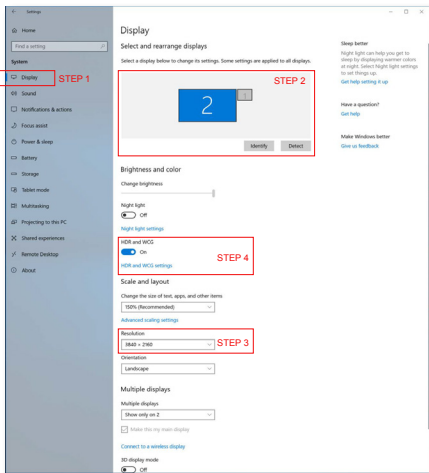 Settings
Home
Find a setting
System
Display
STEP 1
Sound
Notifications & actions
Focus assist
Power & sleep
Battery
Storage
Tablet mode
Multitasking
Projecting to this PC
Shared experiences
Remote Desktop
About
Display
Select and rearrange displays
Select a display below to change its settings. Some settings are applied to all displays.
STEP 2
2
1
Identify
Detect
Brightness and color
Change brightness
Night light
Off
Night light settings
HDR and WCG
On
STEP 4
HDR and WCG settings
Scale and layout
Change the size of text, apps, and other items
150% (Recommended)
Advanced scaling settings
Resolution
3840 × 2160
STEP 3
Orientation
Landscape
Multiple displays
Multiple displays
Show only on 2
Make this my main display
Connect to a wireless display
3D display mode
Off
Sleep better
Night light can help you get to
sleep by displaying warmer colors
at night. Select Night light settings
to set things up.
Get help setting it up
Have a question?
Get help
Make Windows better
Give us feedback